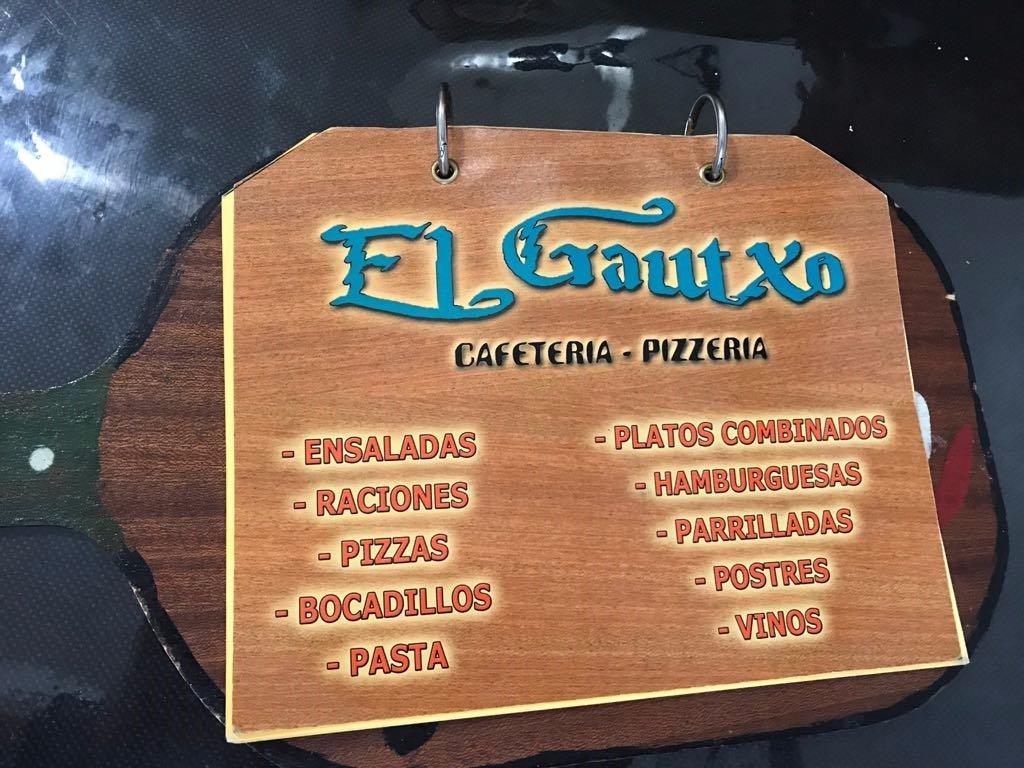 El Gautxo
CAFETERIA - PIZZERIA
- ENSALADAS
- RACIONES
- PIZZAS
- BOCADILLOS
- PASTA
- PLATOS COMBINADOS
- HAMBURGUESAS
- PARRILLADAS
- POSTRES
- VINOS